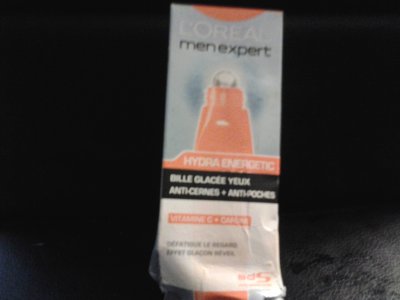 L'ORÉAL
men expert
HYDRA ENERGETIC
BILLE GLACÉE YEUX
ANTI-CERNES + ANTI-POCHES
VITAMINE C + CAFÉINE
DÉFATIGUE LE REGARD
EFFET GLAÇON RÉVEIL